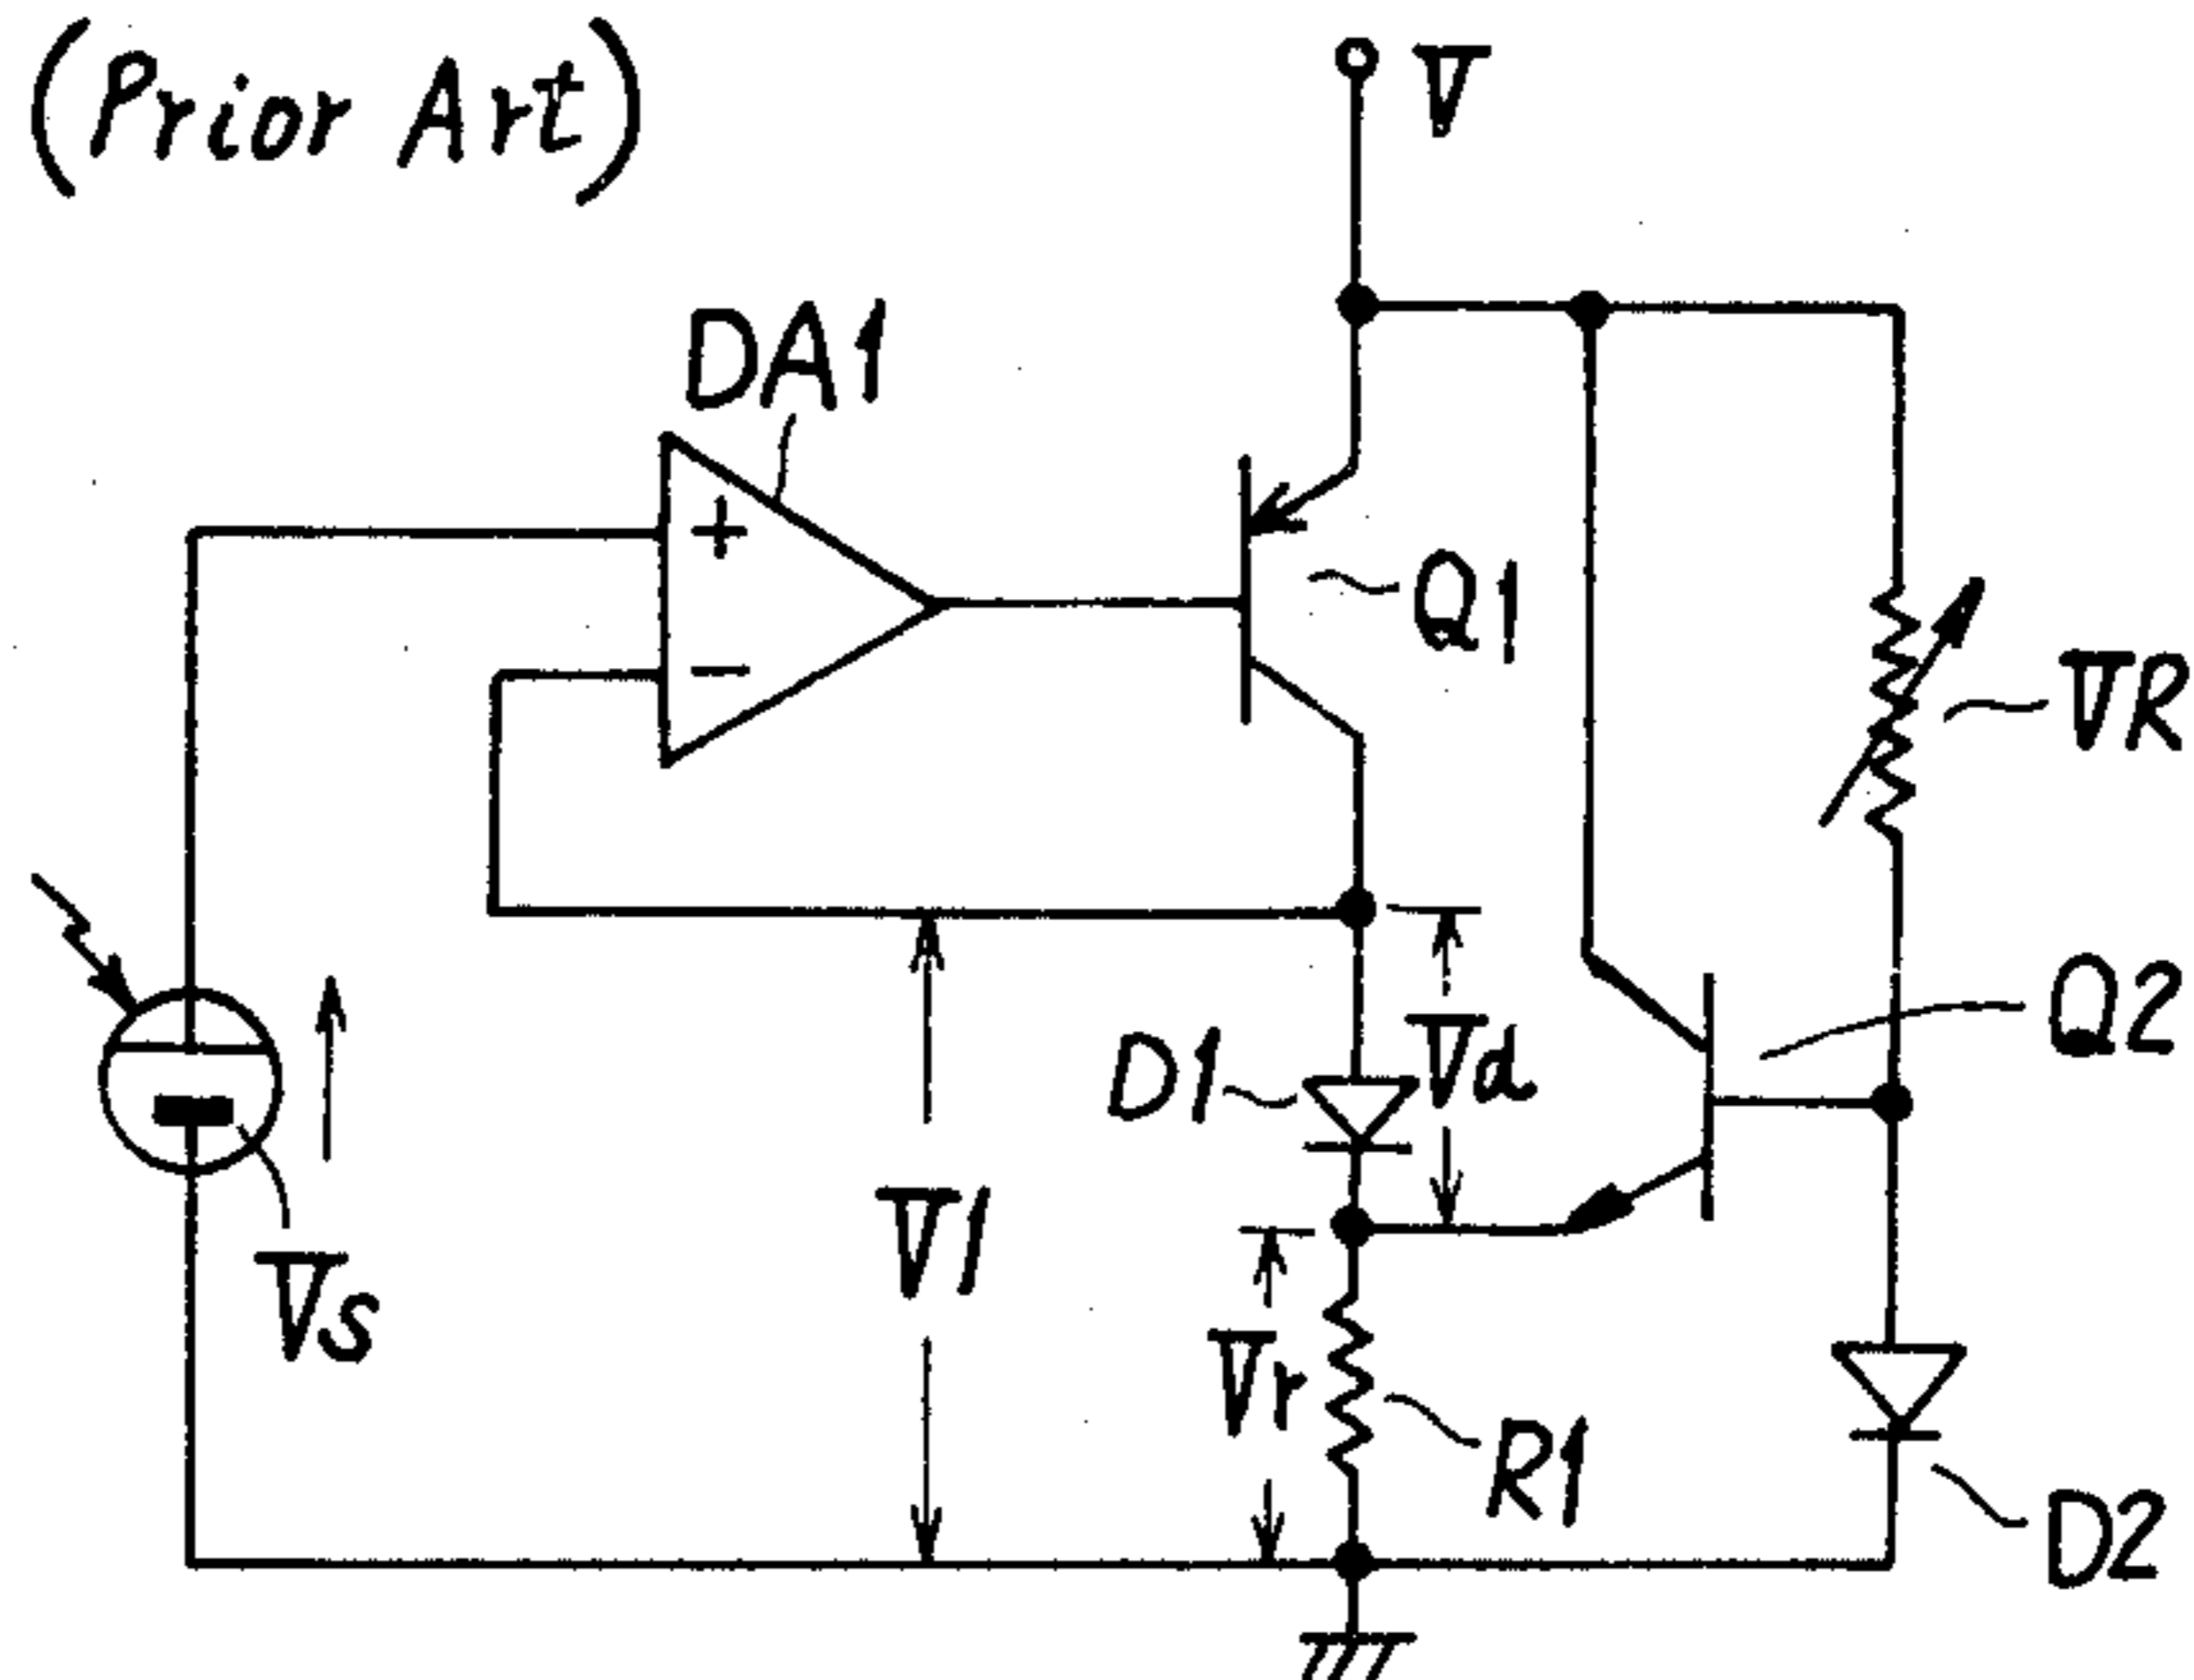 (Prior Art)
V
DA1
+
Q1
−
VR
Q2
D1
Vd
V1
Vs
Vr
R1
D2